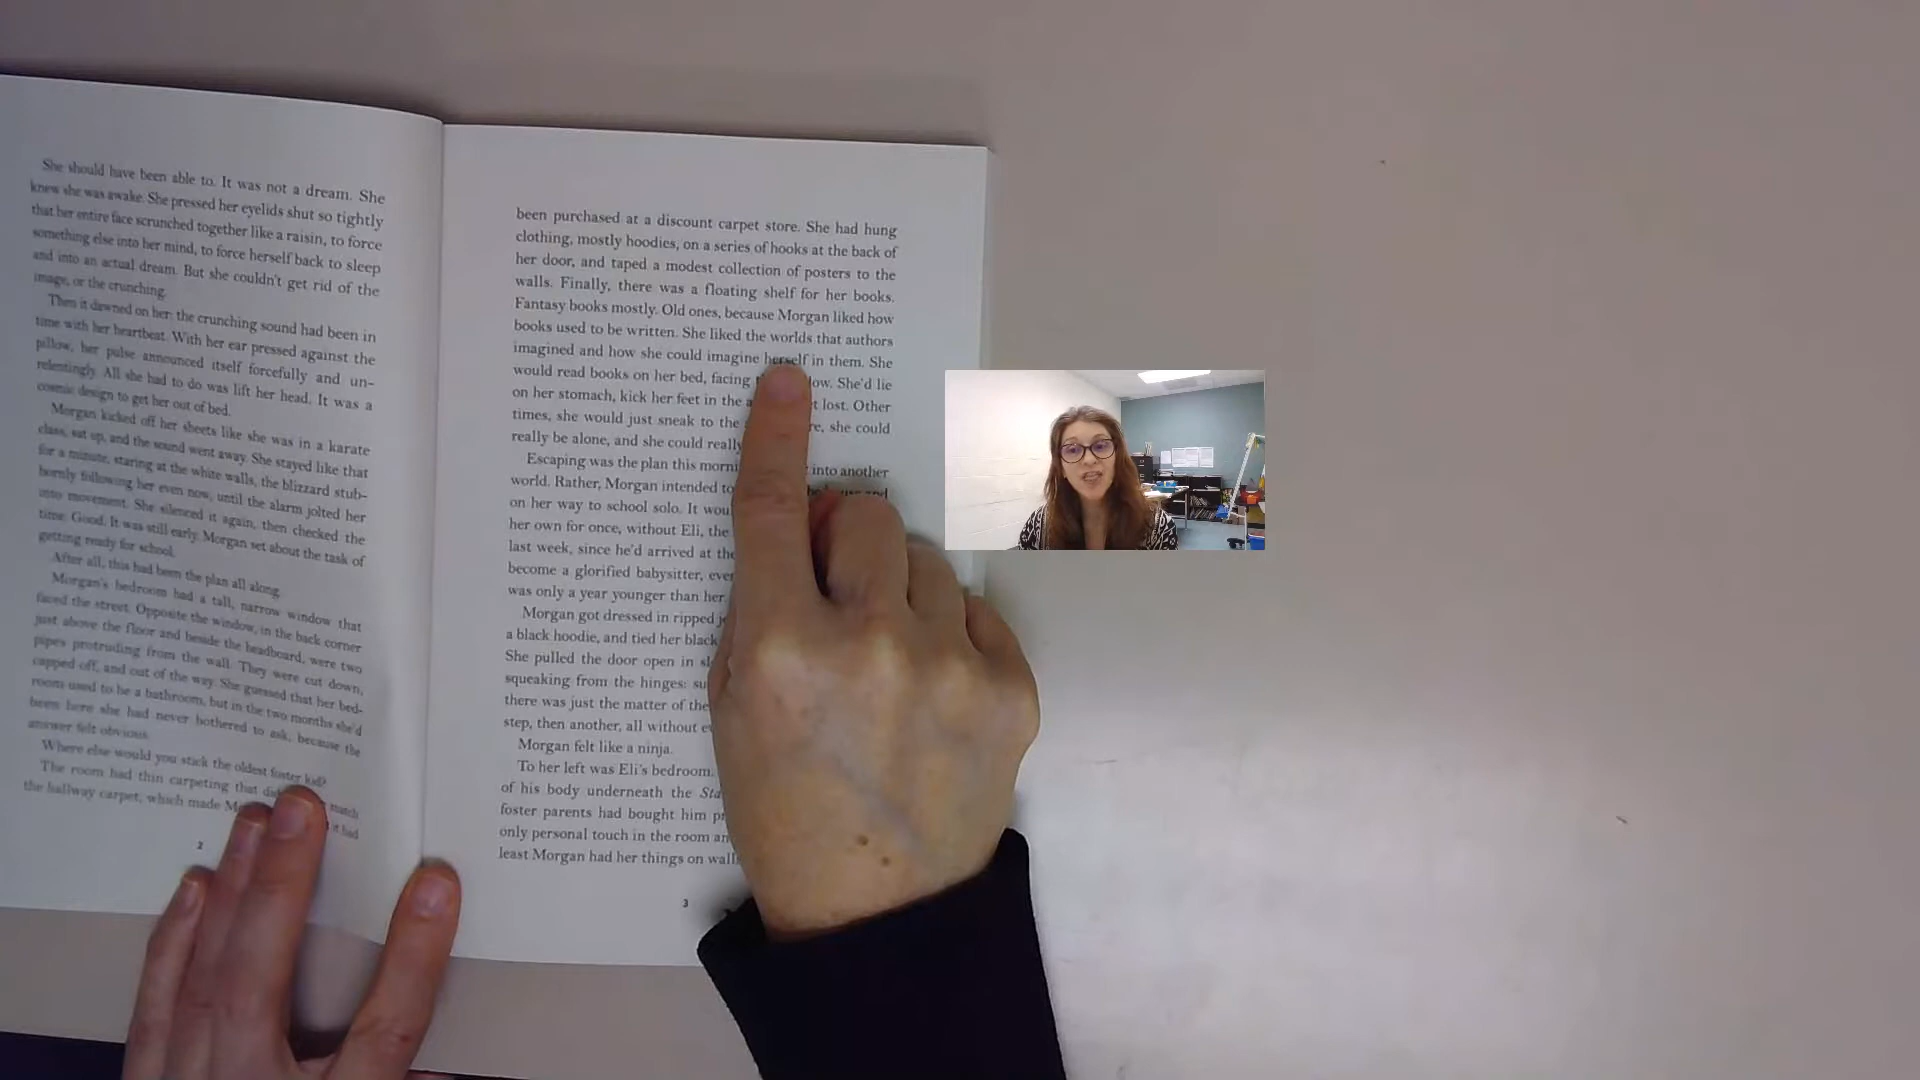 She should have been able to. It was not a dream. She
knew she was awake. She pressed her eyelids shut so tightly
that her entire face scrunched together like a raisin, to force
something else into her mind, to force herself back to sleep
and into an actual dream. But she couldn't get rid of the
image, or the crunching.
Then it dawned on her: the crunching sound had been in
time with her heartbeat. With her ear pressed against the
pillow, her pulse announced itself forcefully and un-
relentingly. All she had to do was lift her head. It was a
cosmic design to get her out of bed.
Morgan kicked off her sheets like she was in a karate
class, sat up, and the sound went away. She stayed like that
for a minute, staring at the white walls, the blizzard stub-
bornly following her even now, until the alarm jolted her
into movement. She silenced it again, then checked the
time. Good. It was still early. Morgan set about the task of
getting ready for school.
After all, this had been the plan all along.
Morgan's bedroom had a tall, narrow window that
faced the street. Opposite the window, in the back corner
just above the floor and beside the headboard, were two
pipes protruding from the wall. They were cut down,
capped off, and out of the way. She guessed that her bed-
room used to be a bathroom, but in the two months she'd
been here she had never bothered to ask, because the
answer felt obvious.
Where else would you stick the oldest foster kid?
The room had thin carpeting that match
the hallway carpet, which made it had
2
been purchased at a discount carpet store. She had hung
clothing, mostly hoodies, on a series of hooks at the back of
her door, and taped a modest collection of posters to the
walls. Finally, there was a floating shelf for her books.
Fantasy books mostly. Old ones, because Morgan liked how
books used to be written. She liked the worlds that authors
imagined and how she could imagine herself in them. She
would read books on her bed, facing She'd lie
on her stomach, kick her feet in the lost. Other
times, she would just sneak to the she could
really be alone, and she could really
Escaping was the plan this into another
world. Rather, Morgan intended to and
on her way to school solo. It
her own for once, without Eli, the
last week, since he'd arrived at the
become a glorified babysitter,
was only a year younger than her.
Morgan got dressed in ripped
a black hoodie, and tied her black
She pulled the door open in
squeaking from the hinges:
there was just the matter of the
step, then another, all without
Morgan felt like a ninja.
To her left was Eli's bedroom.
of his body underneath the
foster parents had bought him
only personal touch in the room
least Morgan had her things on
3